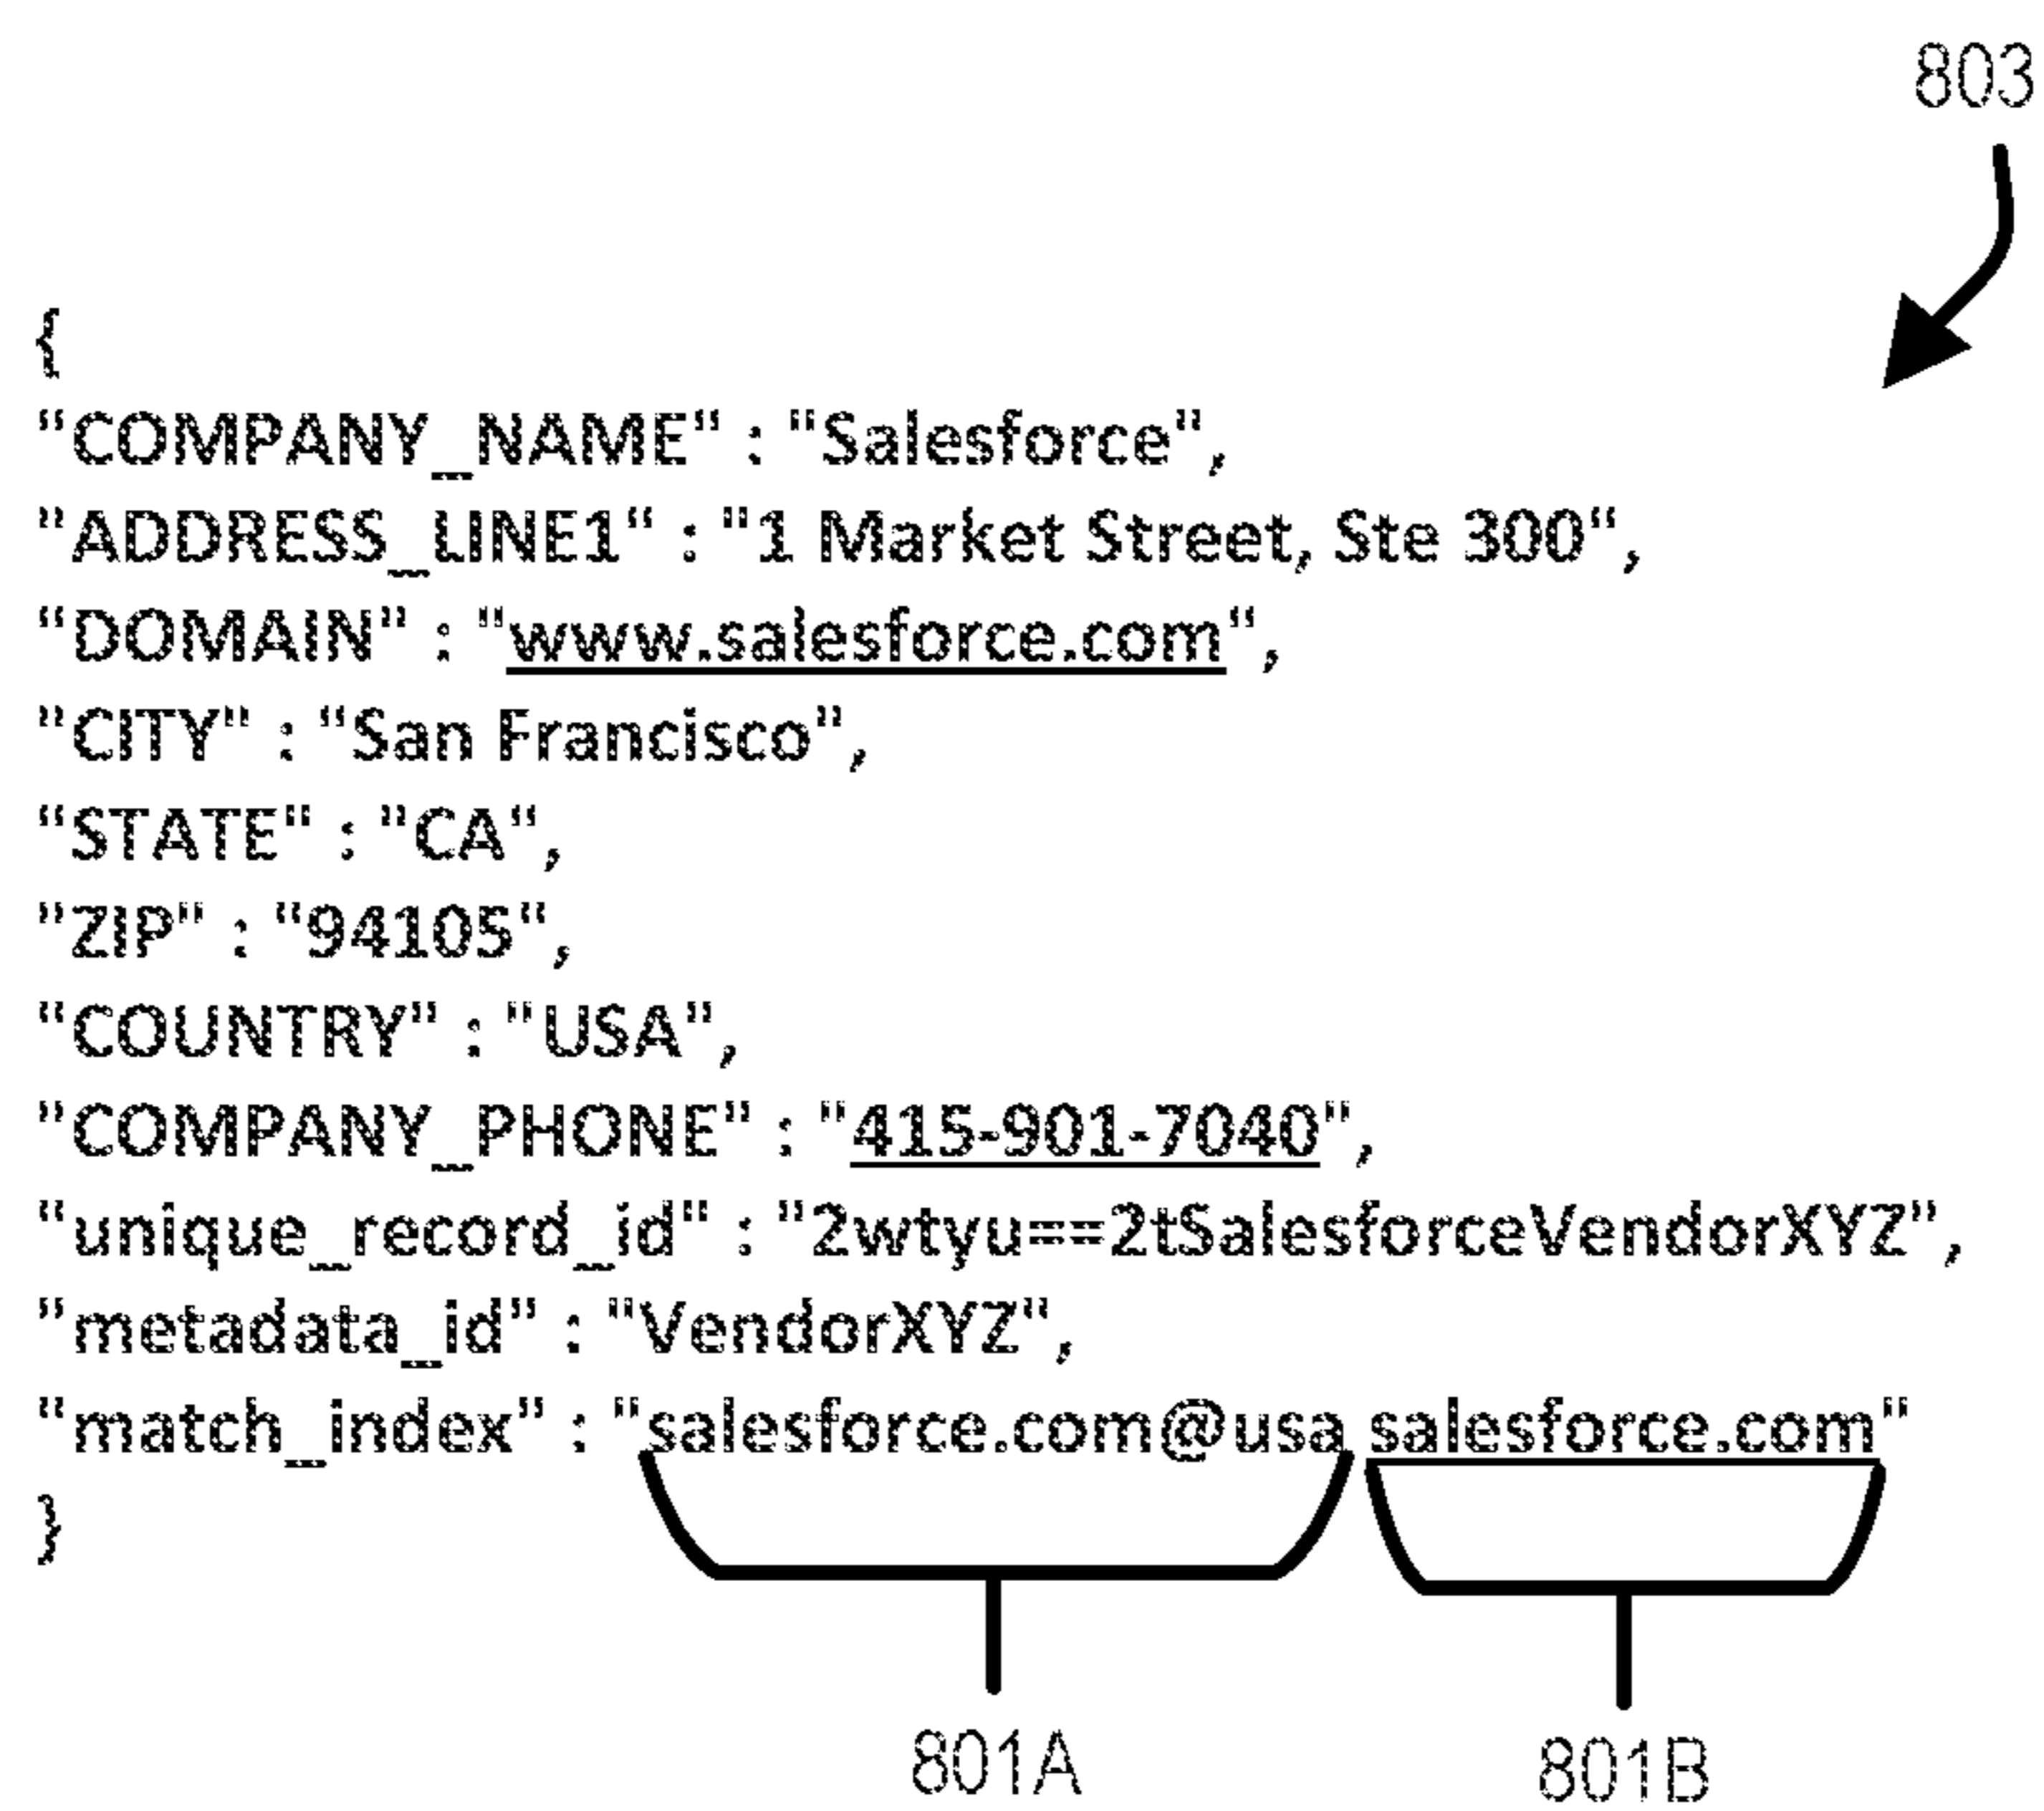 803
{
"COMPANY_NAME" : "Salesforce",
"ADDRESS_LINE1" : "1 Market Street, Ste 300",
"DOMAIN" : "www.salesforce.com",
"CITY" : "San Francisco",
"STATE" : "CA",
"ZIP" : "94105",
"COUNTRY" : "USA",
"COMPANY_PHONE" : "415-901-7040",
"unique_record_id" : "2wtyu==2tSalesforceVendorXYZ",
"metadata_id" : "VendorXYZ",
"match_index" : "salesforce.com@usa salesforce.com"
}
801A 801B